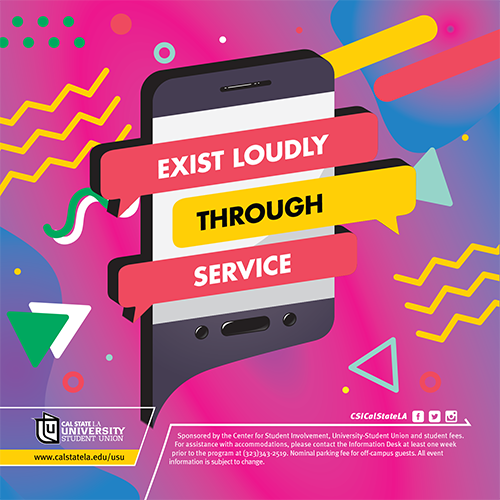 EXIST LOUDLY
THROUGH
SERVICE
CSICalStateLA
LU
CAL STATE LA
UNIVERSITY
STUDENT UNION
www.calstatela.edu/usu
Sponsored by the Center for Student Involvement, University-Student Union and student fees.
For assistance with accommodations, please contact the Information Desk at least one week
prior to the program at (323)343-2519. Nominal parking fee for off-campus guests. All event
information is subject to change.